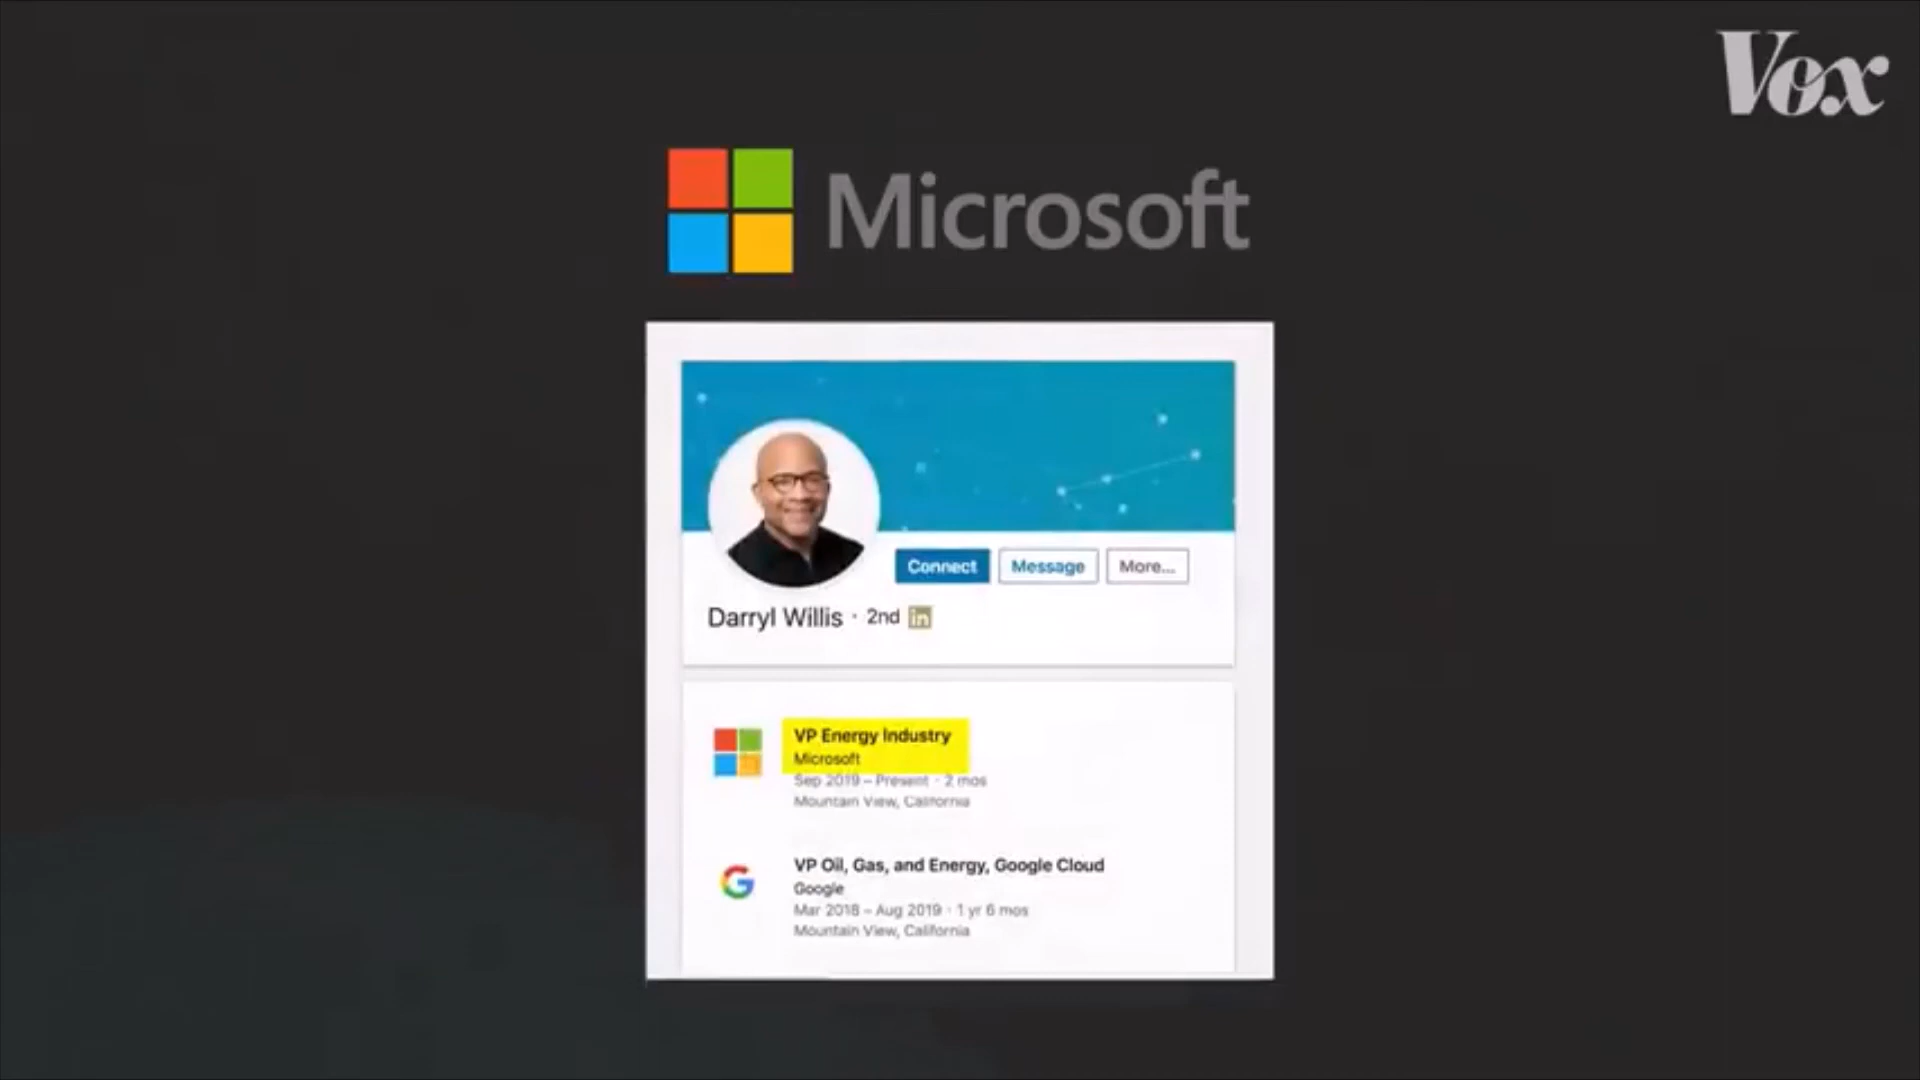 Vox
Microsoft
Connect
Message
More...
Darryl Willis · 2nd in
VP Energy Industry
Microsoft
Sep 2019 – Present · 2 mos
Mountain View, California
VP Oil, Gas, and Energy, Google Cloud
Google
Mar 2018 – Aug 2019 · 1 yr 6 mos
Mountain View, California